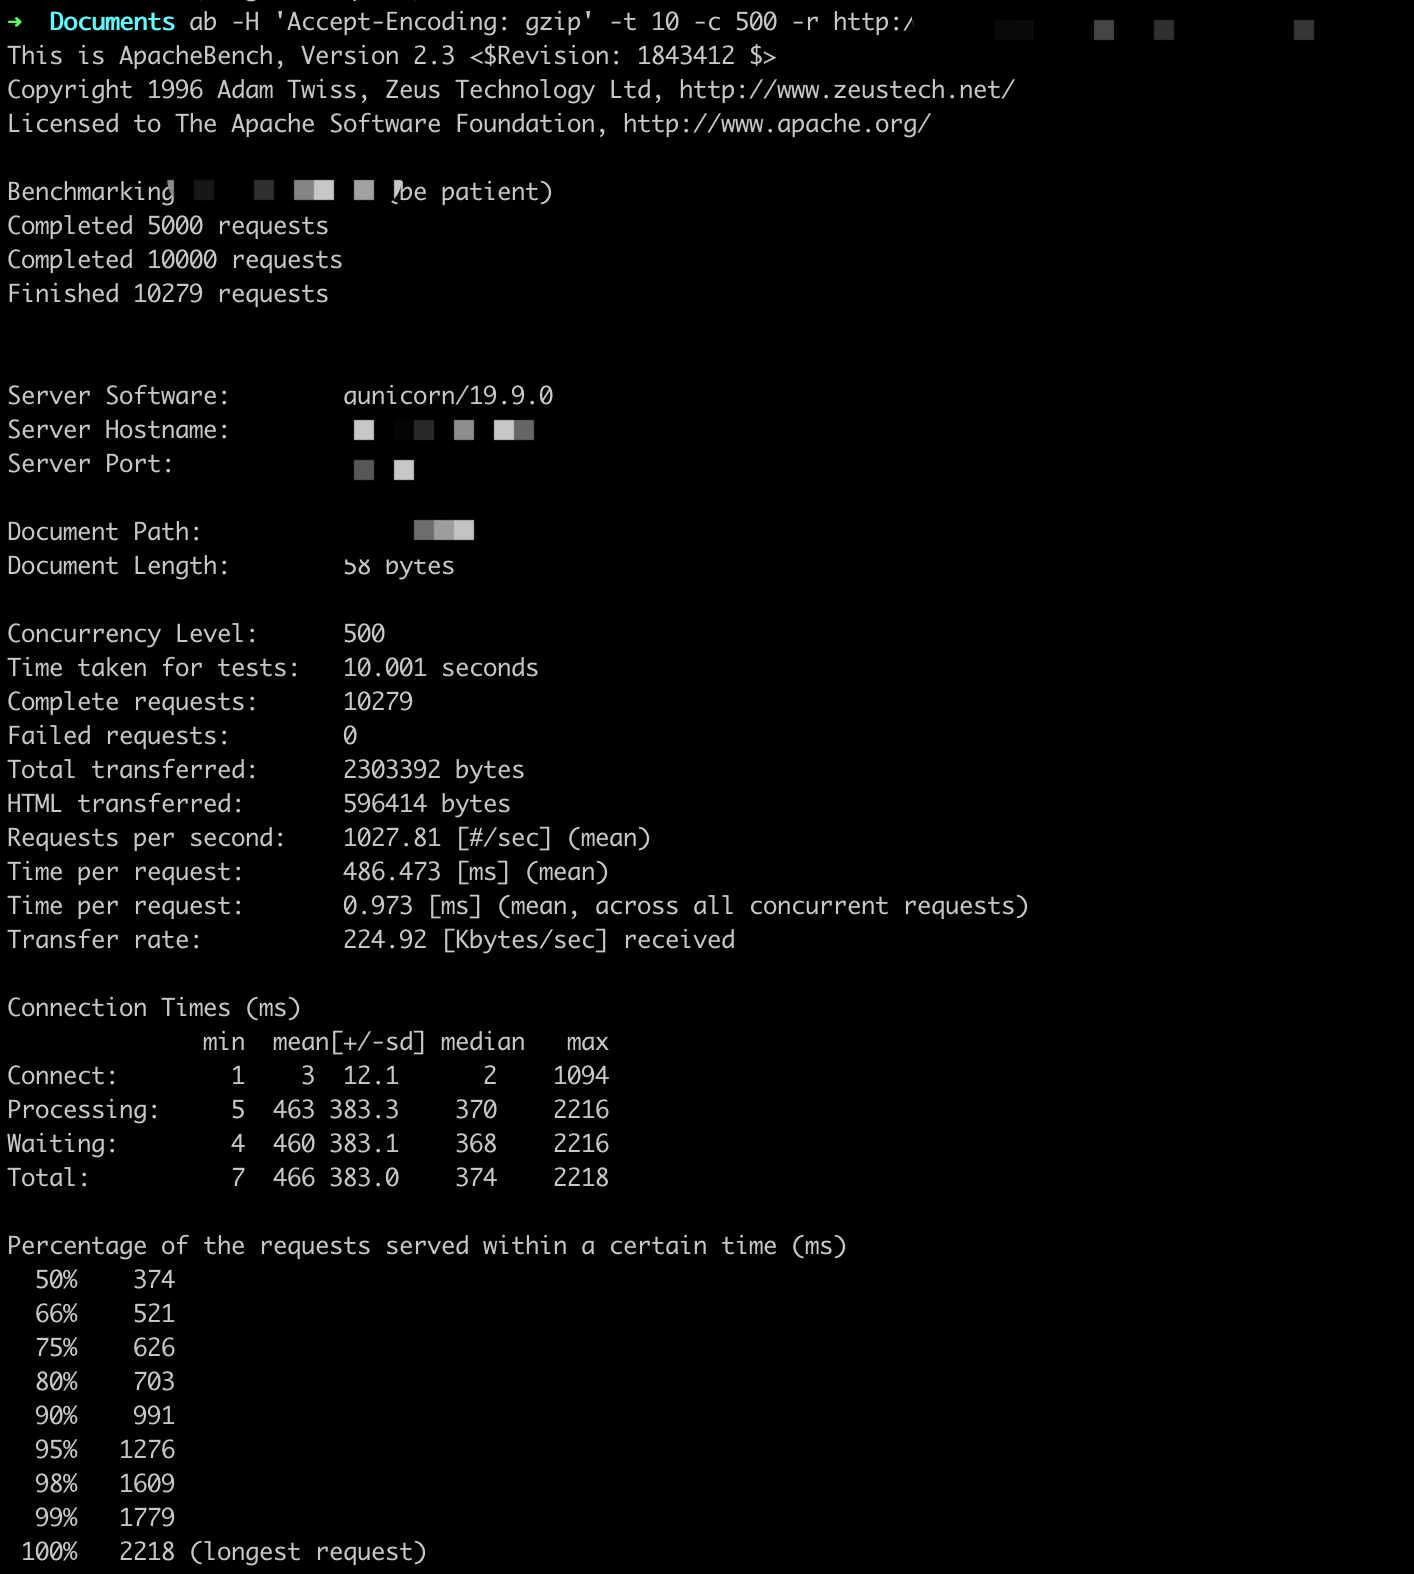 ➜  Documents ab -H 'Accept-Encoding: gzip' -t 10 -c 500 -r http:/
This is ApacheBench, Version 2.3 <$Revision: 1843412 $>
Copyright 1996 Adam Twiss, Zeus Technology Ltd, http://www.zeustech.net/
Licensed to The Apache Software Foundation, http://www.apache.org/

Benchmarking (be patient)
Completed 5000 requests
Completed 10000 requests
Finished 10279 requests


Server Software:        gunicorn/19.9.0
Server Hostname:
Server Port:

Document Path:
Document Length:        58 bytes

Concurrency Level:      500
Time taken for tests:   10.001 seconds
Complete requests:      10279
Failed requests:        0
Total transferred:      2303392 bytes
HTML transferred:       596414 bytes
Requests per second:    1027.81 [#/sec] (mean)
Time per request:       486.473 [ms] (mean)
Time per request:       0.973 [ms] (mean, across all concurrent requests)
Transfer rate:          224.92 [Kbytes/sec] received

Connection Times (ms)
              min  mean[+/-sd] median   max
Connect:        1    3  12.1      2    1094
Processing:     5  463 383.3    370    2216
Waiting:        4  460 383.1    368    2216
Total:          7  466 383.0    374    2218

Percentage of the requests served within a certain time (ms)
  50%    374
  66%    521
  75%    626
  80%    703
  90%    991
  95%   1276
  98%   1609
  99%   1779
 100%   2218 (longest request)